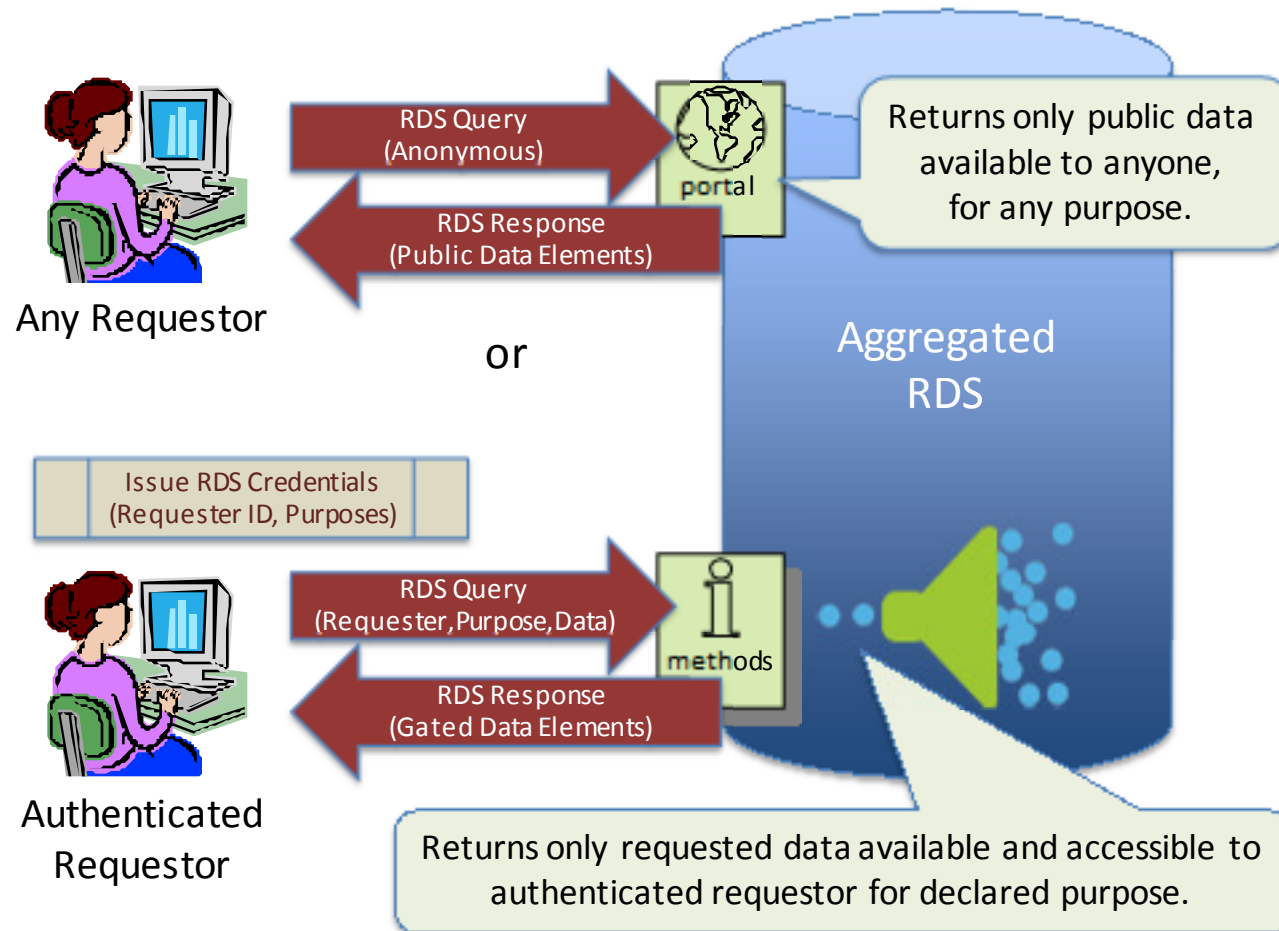 RDS Query
(Anonymous)
portal
Returns only public data
available to anyone,
for any purpose.
RDS Response
(Public Data Elements)
Any Requestor
or
Aggregated
RDS
Issue RDS Credentials
(Requester ID, Purposes)
RDS Query
(Requester,Purpose,Data)
methods
RDS Response
(Gated Data Elements)
Authenticated
Requestor
Returns only requested data available and accessible to
authenticated requestor for declared purpose.